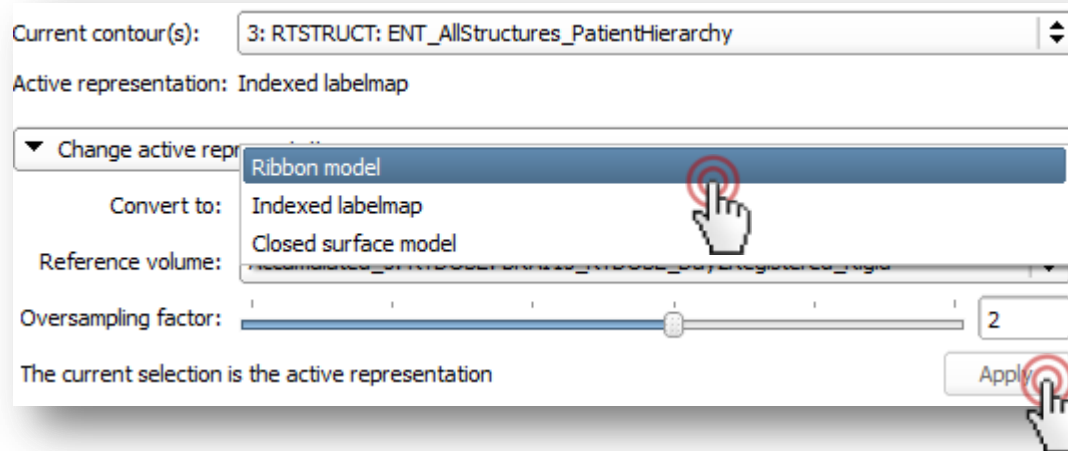 Current contour(s): 3: RTSTRUCT: ENT_AllStructures_PatientHierarchy
Active representation: Indexed labelmap
Change active repr
Ribbon model
Convert to: Indexed labelmap
Closed surface model
Reference volume:
Oversampling factor: 2
The current selection is the active representation Apply